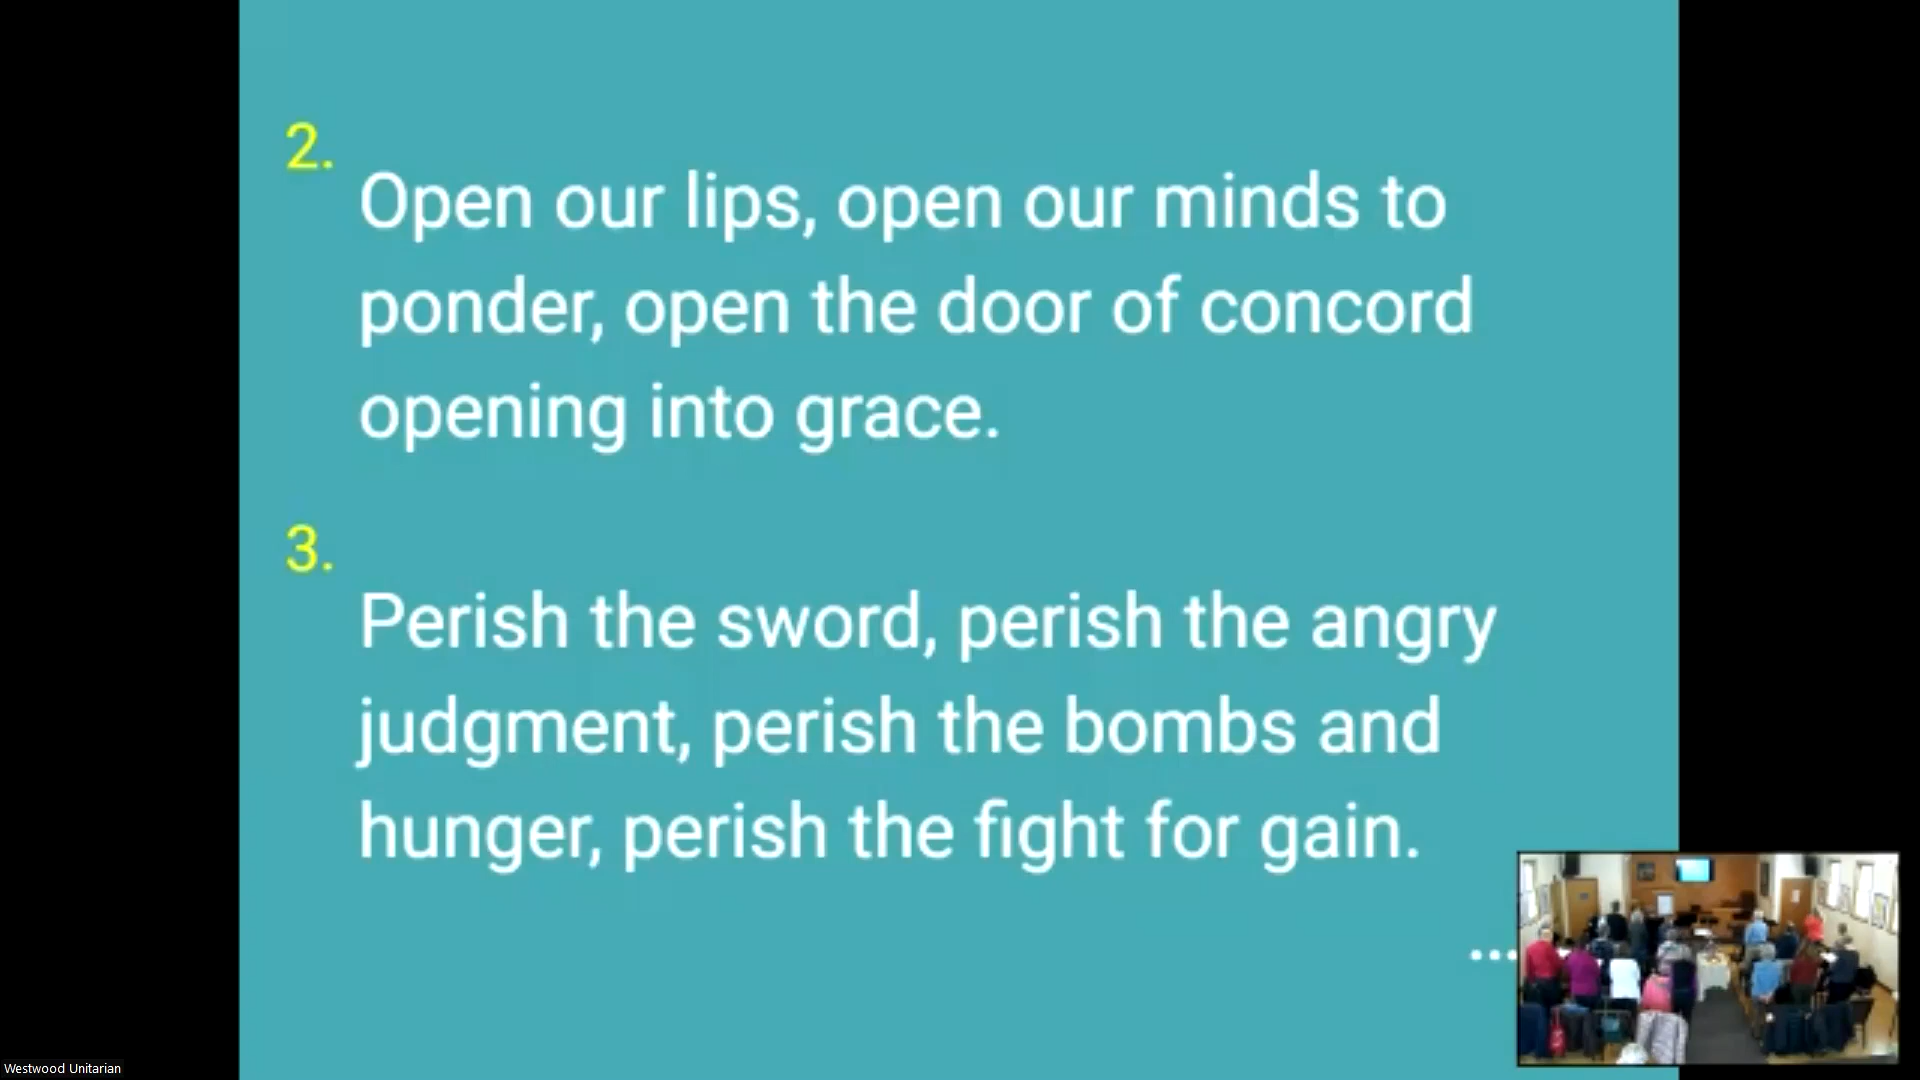 2.
Open our lips, open our minds to
ponder, open the door of concord
opening into grace.
3.
Perish the sword, perish the angry
judgment, perish the bombs and
hunger, perish the fight for gain.
...
Westwood Unitarian